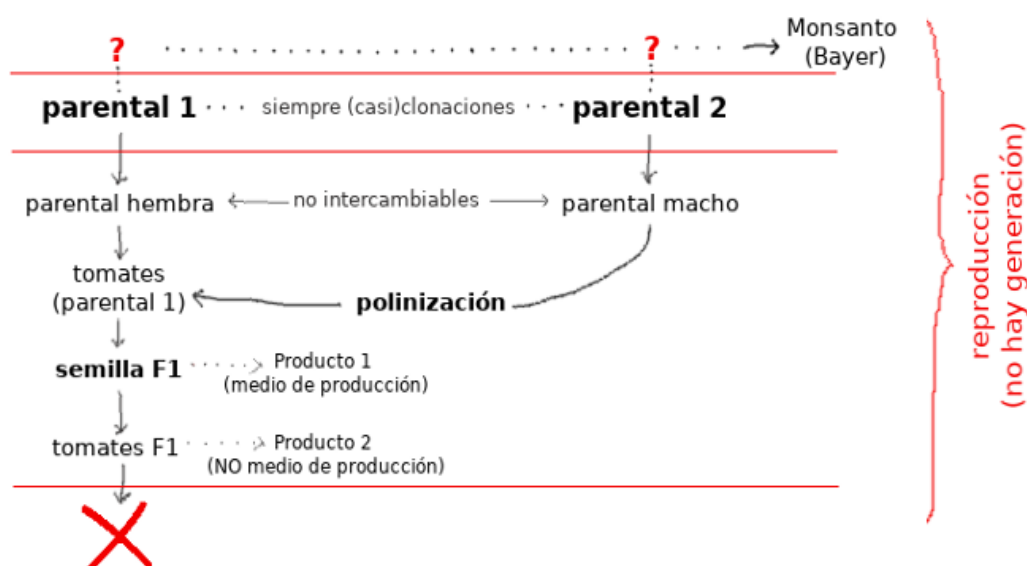 ? ? Monsanto
(Bayer)
parental 1 siempre (casi)clonaciones parental 2
parental hembra no intercambiables parental macho
tomates
(parental 1) polinización
semilla F1 Producto 1
(medio de producción)
tomates F1 Producto 2
(NO medio de producción)
reproducción
(no hay generación)